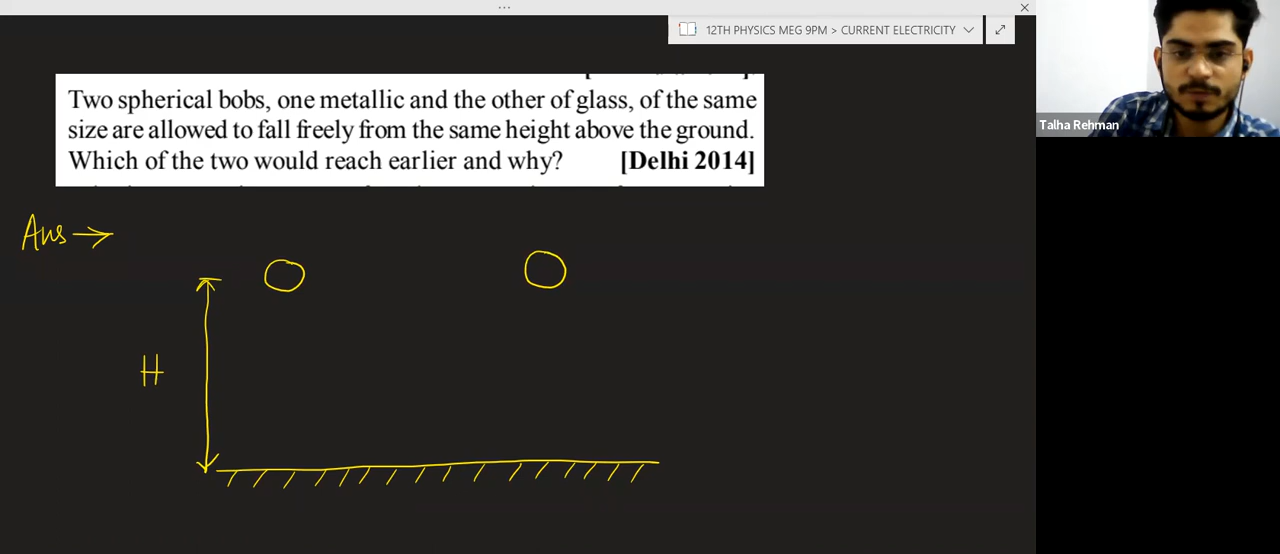 12TH PHYSICS MEG 9PM > CURRENT ELECTRICITY
Talha Rehman
Two spherical bobs, one metallic and the other of glass, of the same
size are allowed to fall freely from the same height above the ground.
Which of the two would reach earlier and why? [Delhi 2014]
Ans →
H